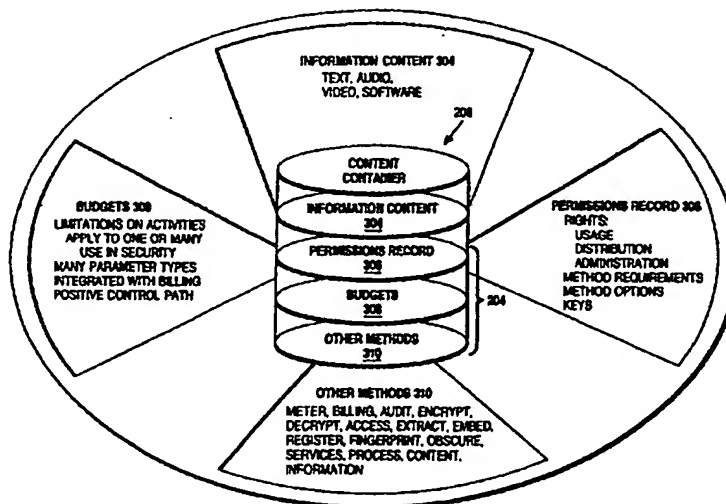 INFORMATION CONTENT 304
TEXT, AUDIO,
VIDEO, SOFTWARE
208
CONTENT
CONTAINER
INFORMATION CONTENT
304
PERMISSIONS RECORD
308
BUDGETS
308
OTHER METHODS
310
204
BUDGETS 308
LIMITATIONS ON ACTIVITIES
APPLY TO ONE OR MANY
USE IN SECURITY
MANY PARAMETER TYPES
INTEGRATED WITH BILLING
POSITIVE CONTROL PATH
PERMISSIONS RECORD 308
RIGHTS:
USAGE
DISTRIBUTION
ADMINISTRATION
METHOD REQUIREMENTS
METHOD OPTIONS
KEYS
OTHER METHODS 310
METER, BILLING, AUDIT, ENCRYPT,
DECRYPT, ACCESS, EXTRACT, EMBED,
REGISTER, FINGERPRINT, OBSCURE,
SERVICES, PROCESS, CONTENT,
INFORMATION